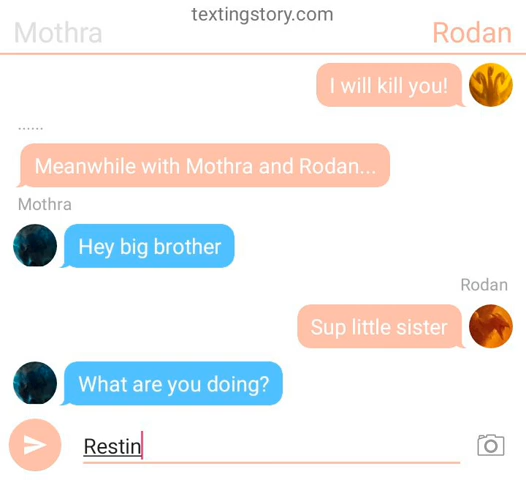 textingstory.com
Mothra
Rodan
I will kill you!
......
Meanwhile with Mothra and Rodan...
Mothra
Hey big brother
Rodan
Sup little sister
What are you doing?
Restin